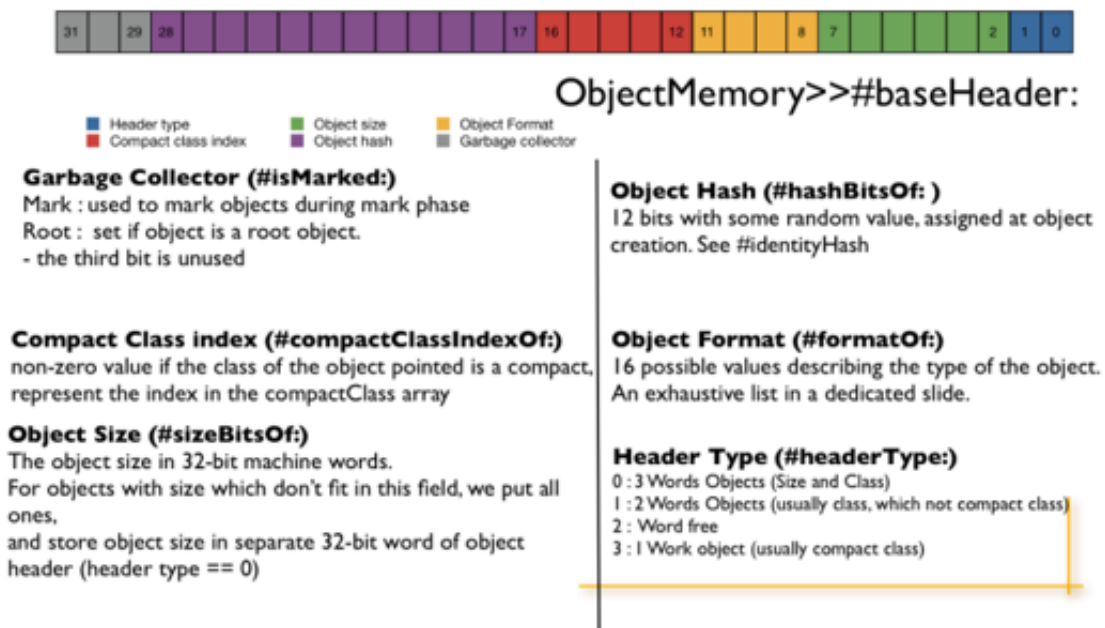 31 29 28 17 16 12 11 8 7 2 1 0
ObjectMemory>>#baseHeader:
Header type Object size Object Format
Compact class index Object hash Garbage collector
Garbage Collector (#isMarked:)
Mark : used to mark objects during mark phase
Root : set if object is a root object.
- the third bit is unused
Compact Class index (#compactClassIndexOf:)
non-zero value if the class of the object pointed is a compact,
represent the index in the compactClass array
Object Size (#sizeBitsOf:)
The object size in 32-bit machine words.
For objects with size which don't fit in this field, we put all
ones,
and store object size in separate 32-bit word of object
header (header type == 0)
Object Hash (#hashBitsOf: )
12 bits with some random value, assigned at object
creation. See #identityHash
Object Format (#formatOf:)
16 possible values describing the type of the object.
An exhaustive list in a dedicated slide.
Header Type (#headerType:)
0 : 3 Words Objects (Size and Class)
1 : 2 Words Objects (usually class, which not compact class)
2 : Word free
3 : 1 Work object (usually compact class)